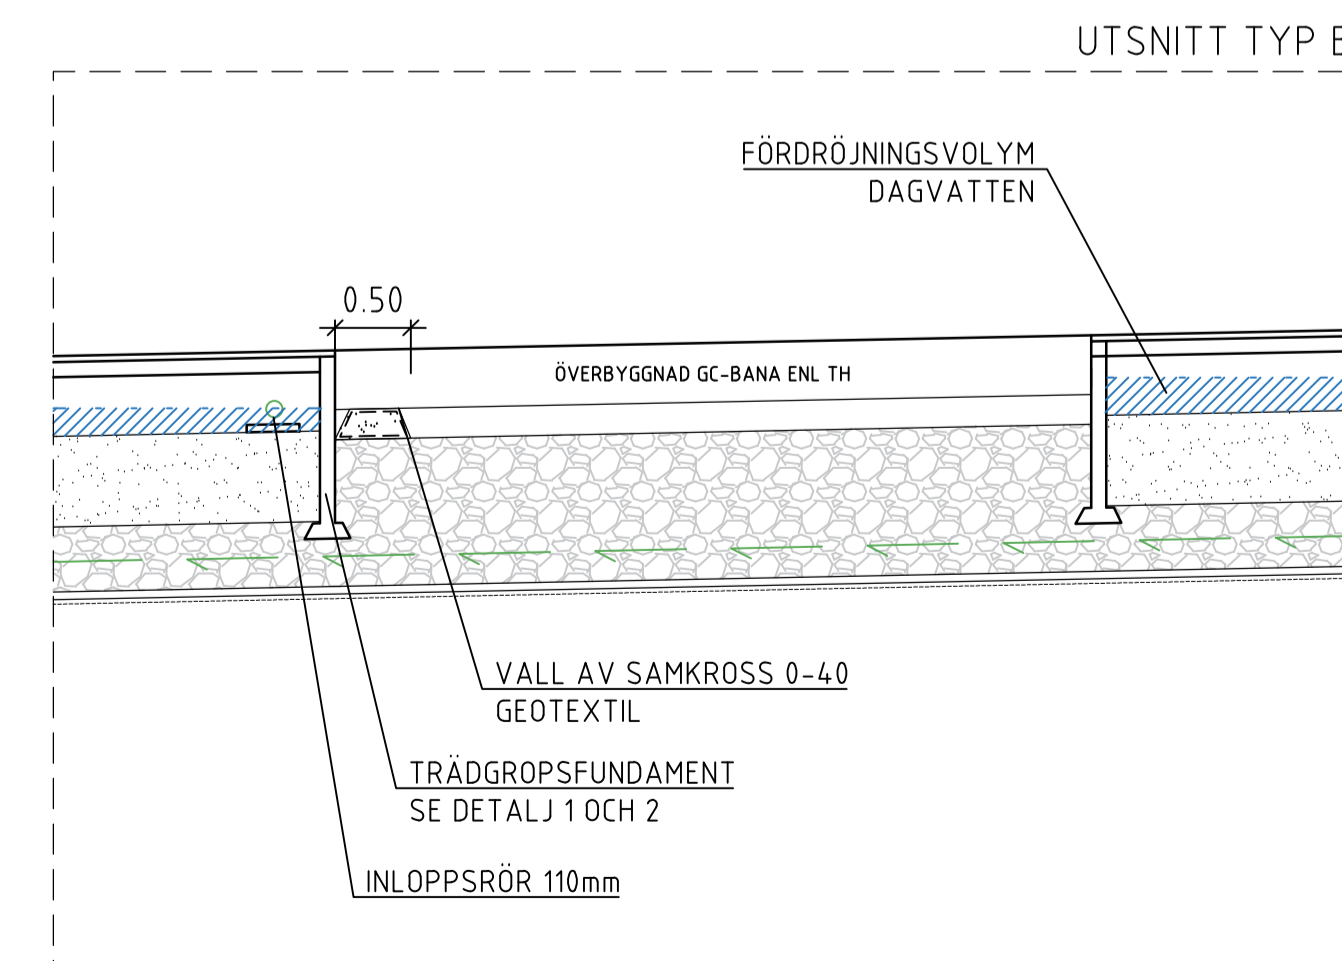 UTSNITT TYP
FÖRDRÖJNINGSVOLYM
DAGVATTEN
0.50
ÖVERBYGGNAD GC-BANA ENL TH
VALL AV SAMKROSS 0-40
GEOTEXTIL
TRÄDGROPSFUNDAMENT
SE DETALJ 1 OCH 2
INLOPPSRÖR 110mm